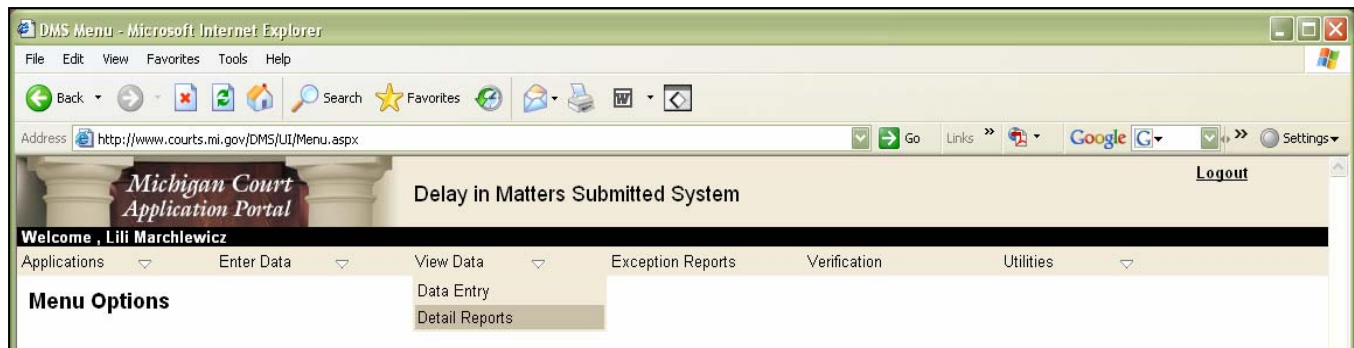 DMS Menu - Microsoft Internet Explorer
File Edit View Favorites Tools Help
Back Search Favorites W
Address http://www.courts.mi.gov/DMS/UI/Menu.aspx Go Links » Google G » Settings
Michigan Court
Application Portal
Delay in Matters Submitted System
Logout
Welcome , Lili Marchlewicz
Applications Enter Data View Data Exception Reports Verification Utilities
Data Entry
Menu Options
Detail Reports